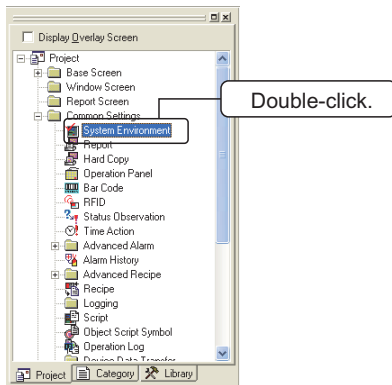 Display Overlay Screen
Project
Base Screen
Window Screen
Report Screen
Common Settings
Double-click.
System Environment
Report
Hard Copy
Operation Panel
Bar Code
RFID
Status Observation
Time Action
Advanced Alarm
Alarm History
Advanced Recipe
Recipe
Logging
Script
Object Script Symbol
Operation Log
Device Data Transfer
Project Category Library